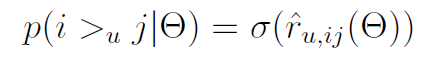 p(i >_u j|Θ) = σ(r̂_{u,ij}(Θ))